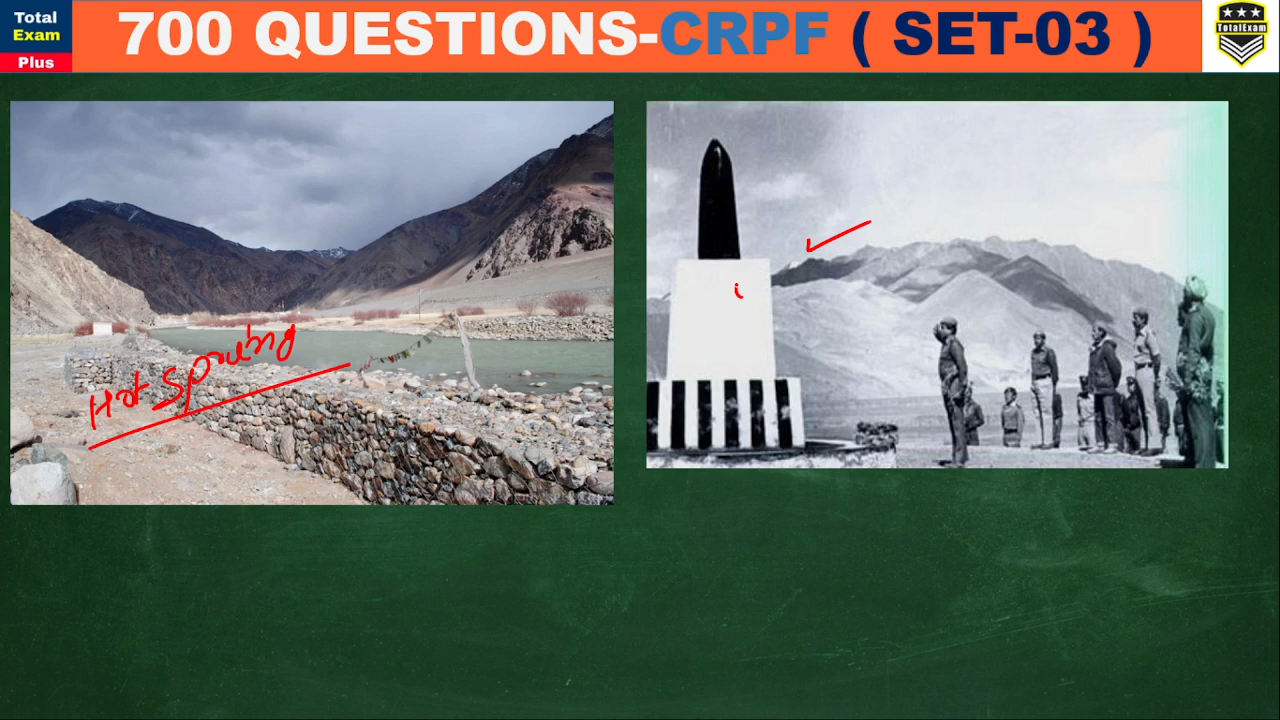 Total
Exam
Plus
700 QUESTIONS-CRPF ( SET-03 )
TotalExam
Hot Spring